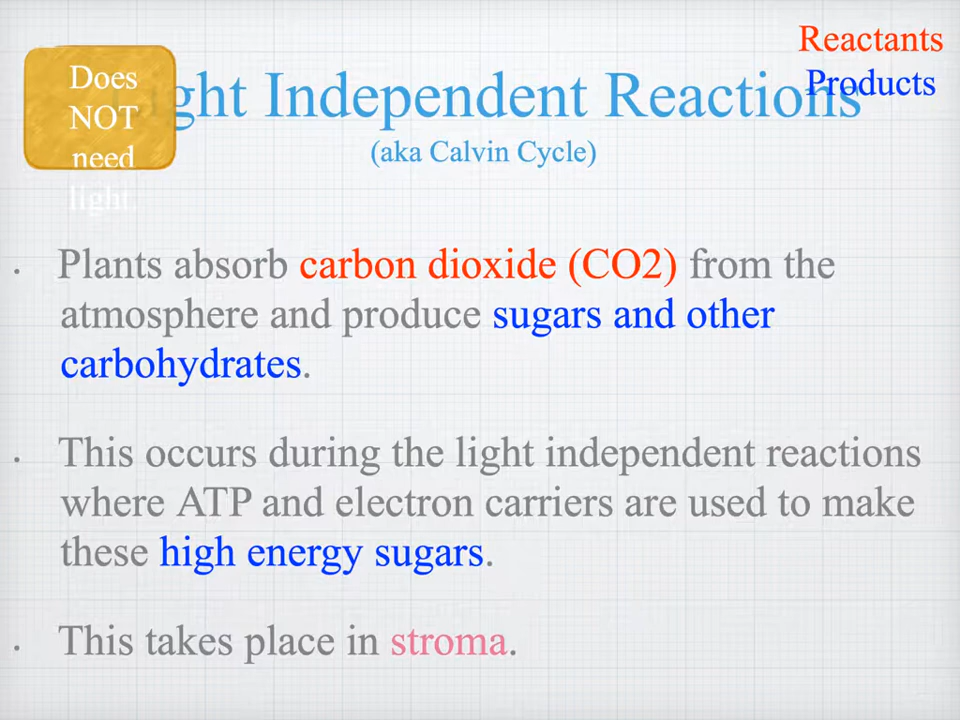 Reactants
Products
Does
NOT
need
light.
ght Independent Reactions
(aka Calvin Cycle)
• Plants absorb carbon dioxide (CO2) from the
atmosphere and produce sugars and other
carbohydrates.
• This occurs during the light independent reactions
where ATP and electron carriers are used to make
these high energy sugars.
• This takes place in stroma.